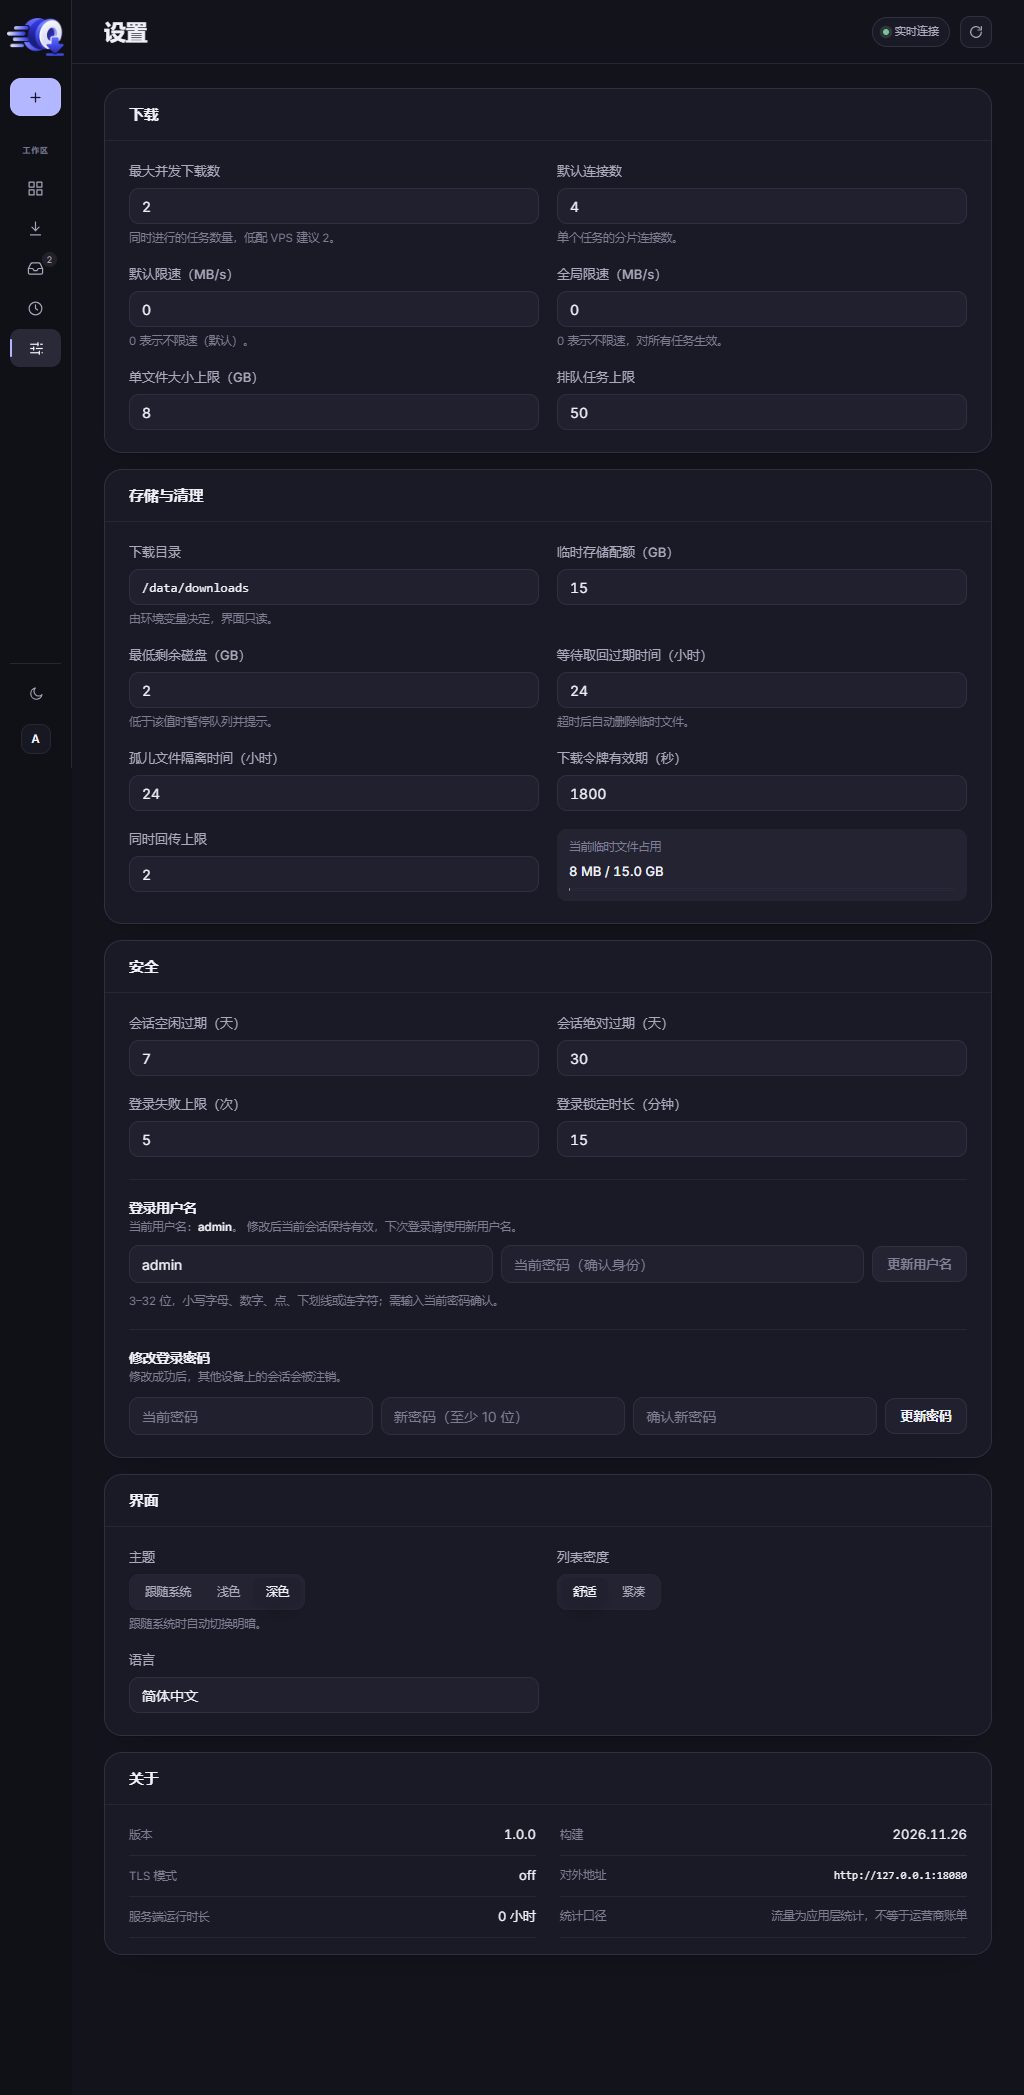 设置
实时连接
+
工作区
2
A
下载
最大并发下载数
2
同时进行的任务数量，低配 VPS 建议 2。
默认连接数
4
单个任务的分片连接数。
默认限速（MB/s）
0
0 表示不限速（默认）。
全局限速（MB/s）
0
0 表示不限速，对所有任务生效。
单文件大小上限（GB）
8
排队任务上限
50
存储与清理
下载目录
/data/downloads
由环境变量决定，界面只读。
临时存储配额（GB）
15
最低剩余磁盘（GB）
2
低于该值时暂停队列并提示。
等待取回过期时间（小时）
24
超时后自动删除临时文件。
孤儿文件隔离时间（小时）
24
下载令牌有效期（秒）
1800
同时回传上限
2
当前临时文件占用
8 MB / 15.0 GB
安全
会话空闲过期（天）
7
会话绝对过期（天）
30
登录失败上限（次）
5
登录锁定时长（分钟）
15
登录用户名
当前用户名：admin。 修改后当前会话保持有效，下次登录请使用新用户名。
admin
当前密码（确认身份）
更新用户名
3–32 位，小写字母、数字、点、下划线或连字符；需输入当前密码确认。
修改登录密码
修改成功后，其他设备上的会话会被注销。
当前密码
新密码（至少 10 位）
确认新密码
更新密码
界面
主题
跟随系统 浅色 深色
跟随系统时自动切换明暗。
列表密度
舒适 紧凑
语言
简体中文
关于
版本 1.0.0
构建 2026.11.26
TLS 模式 off
对外地址 http://127.0.0.1:18080
服务端运行时长 0 小时
统计口径 流量为应用层统计，不等于运营商账单